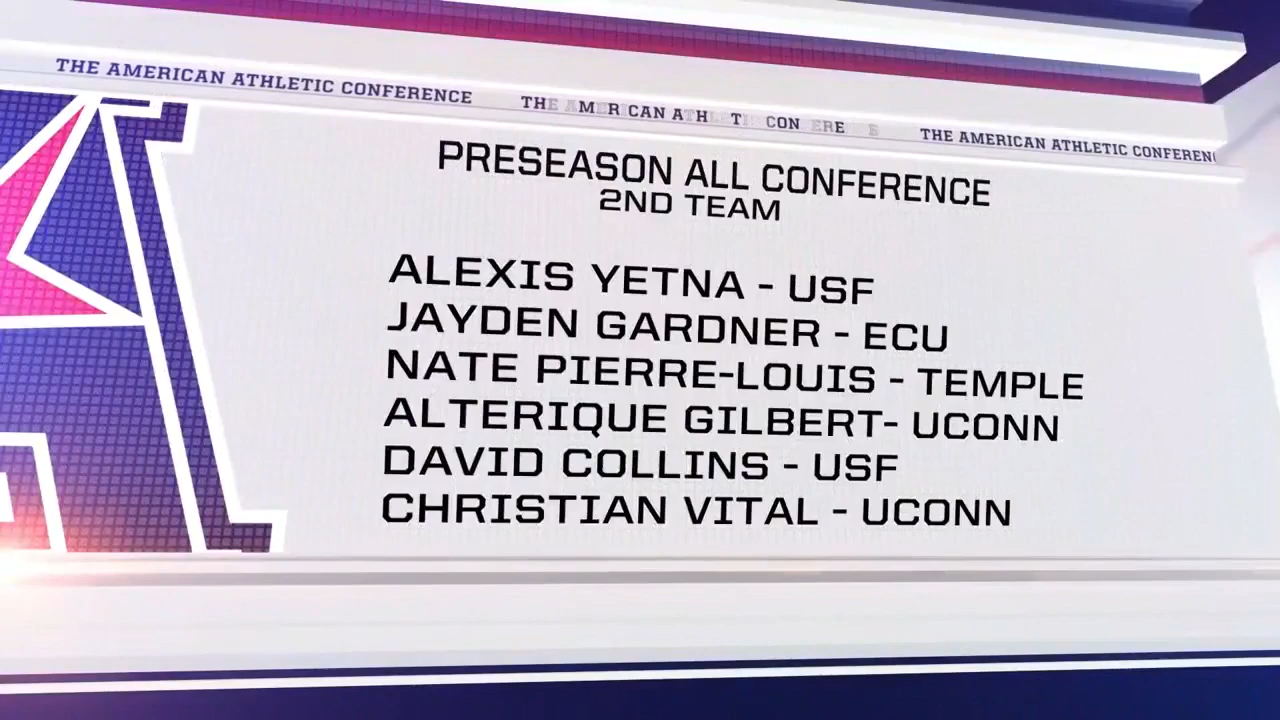 THE AMERICAN ATHLETIC CONFERENCE THE AMERICAN ATHLETIC CONFERENCE THE AMERICAN ATHLETIC CONFEREN
PRESEASON ALL CONFERENCE
2ND TEAM
ALEXIS YETNA - USF
JAYDEN GARDNER - ECU
NATE PIERRE-LOUIS - TEMPLE
ALTERIQUE GILBERT- UCONN
DAVID COLLINS - USF
CHRISTIAN VITAL - UCONN